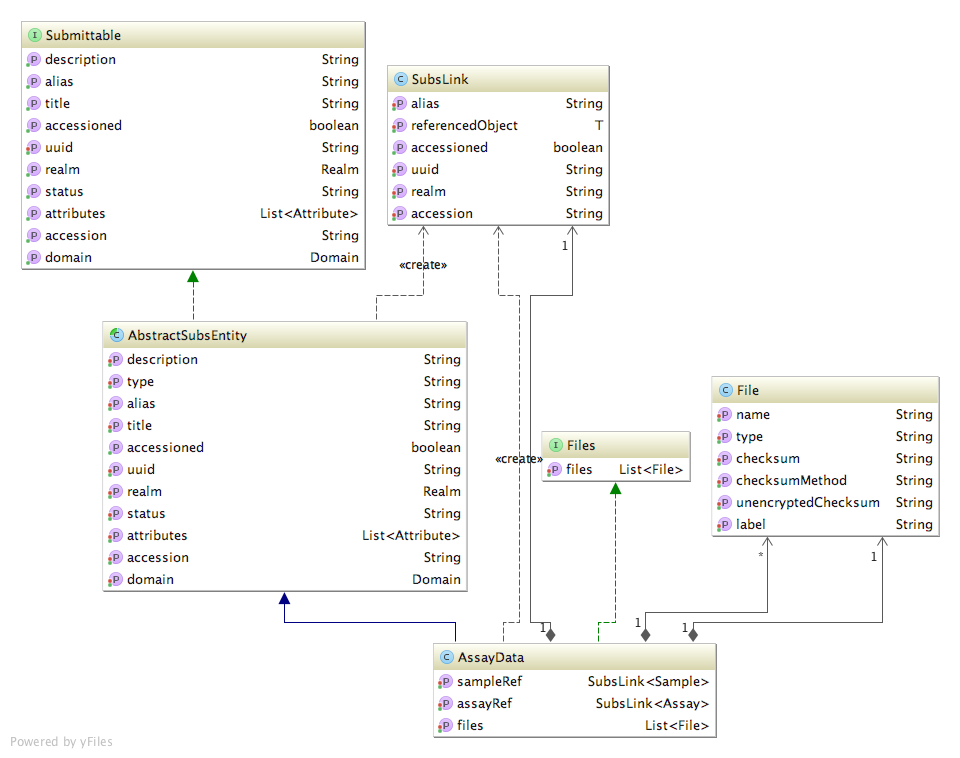 I Submittable
P description String
P alias String
P title String
P accessioned boolean
P uuid String
P realm Realm
P status String
P attributes List<Attribute>
P accession String
P domain Domain
C SubsLink
P alias String
P referencedObject T
P accessioned boolean
P uuid String
P realm String
P accession String
1
«create»
C AbstractSubsEntity
P description String
P type String
P alias String
P title String
P accessioned boolean
P uuid String
P realm Realm
P status String
P attributes List<Attribute>
P accession String
P domain Domain
«create»
I Files
P files List<File>
C File
P name String
P type String
P checksum String
P checksumMethod String
P unencryptedChecksum String
P label String
* 1
1 1 1
C AssayData
P sampleRef SubsLink<Sample>
P assayRef SubsLink<Assay>
P files List<File>
Powered by yFiles